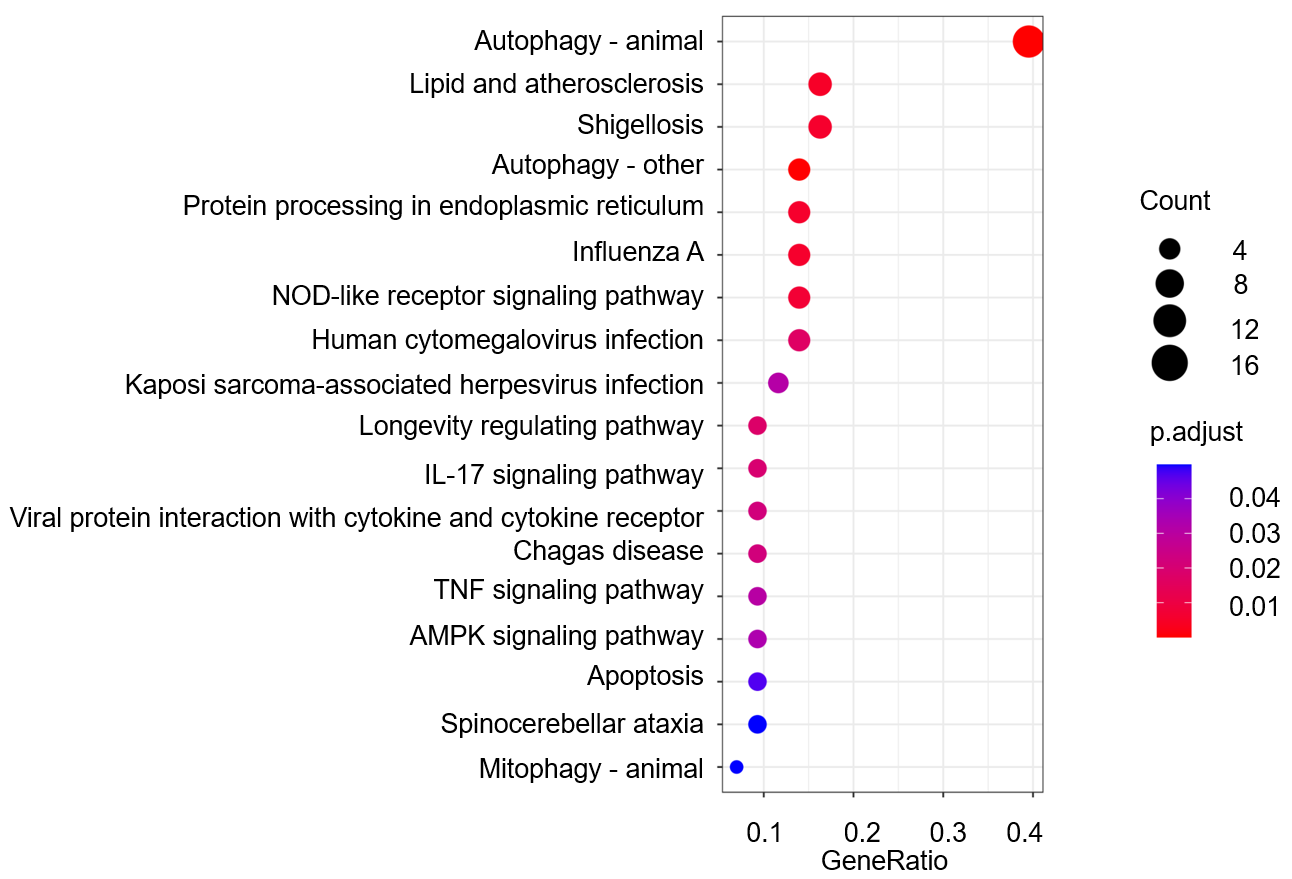 Autophagy - animal
Lipid and atherosclerosis
Shigellosis
Autophagy - other
Protein processing in endoplasmic reticulum
Influenza A
NOD-like receptor signaling pathway
Human cytomegalovirus infection
Kaposi sarcoma-associated herpesvirus infection
Longevity regulating pathway
IL-17 signaling pathway
Viral protein interaction with cytokine and cytokine receptor
Chagas disease
TNF signaling pathway
AMPK signaling pathway
Apoptosis
Spinocerebellar ataxia
Mitophagy - animal
0.1 0.2 0.3 0.4
GeneRatio
Count
4
8
12
16
p.adjust
0.04
0.03
0.02
0.01